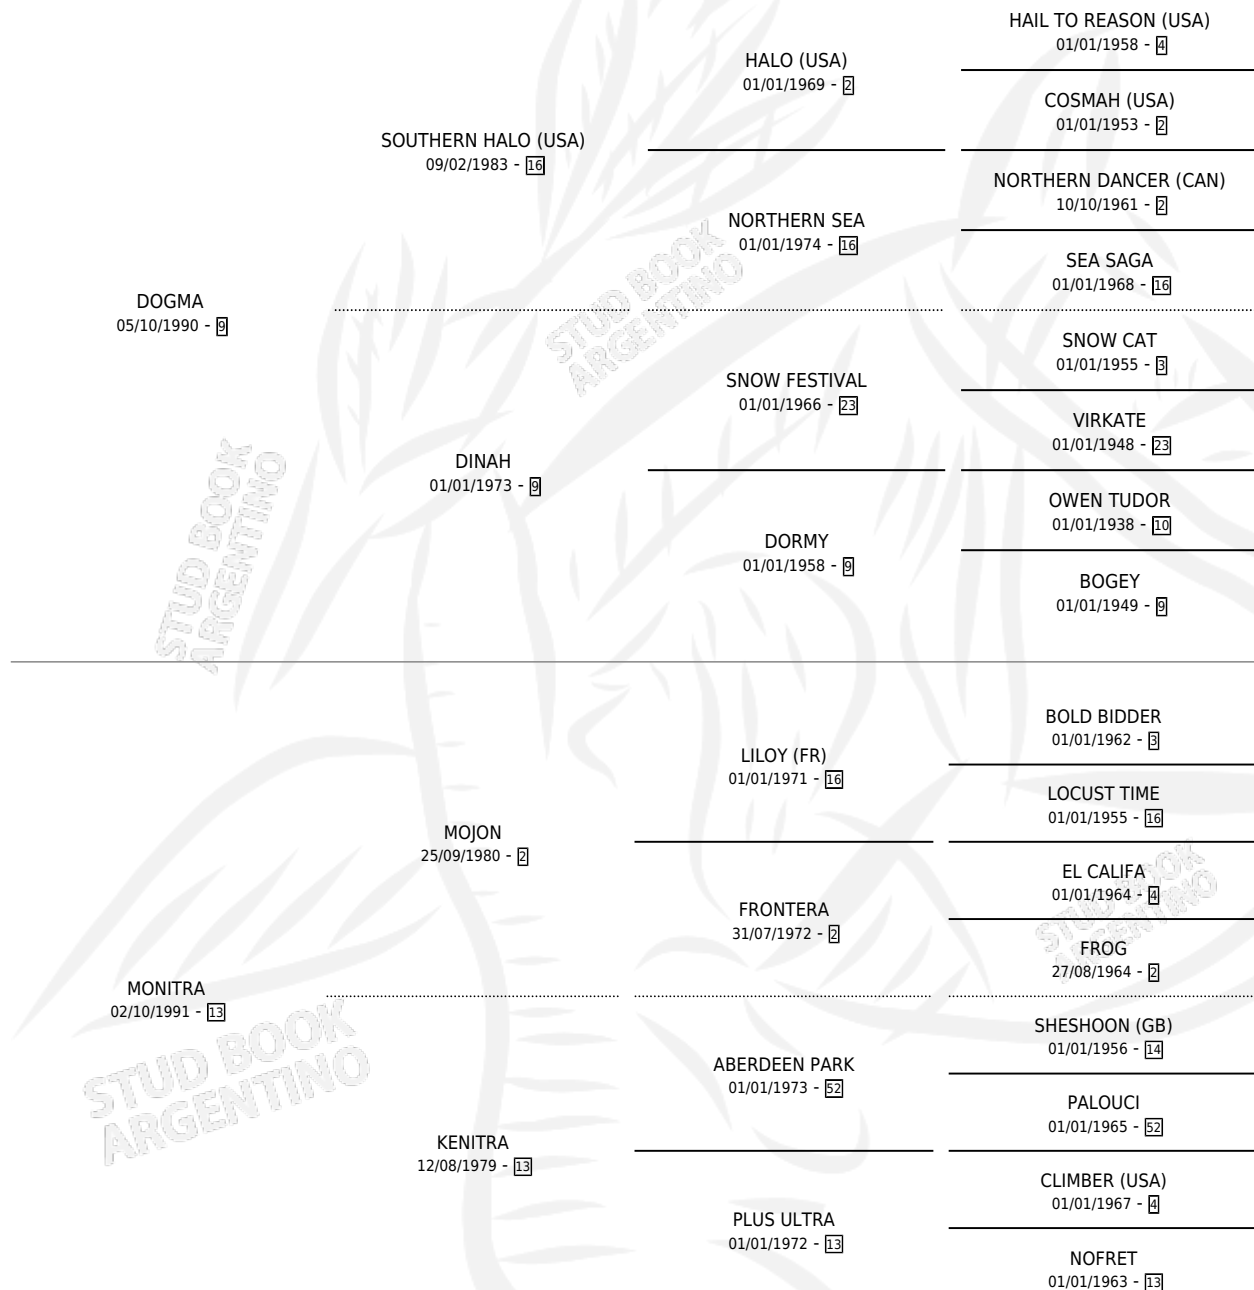 HAIL TO REASON (USA)
01/01/1958 - 4
HALO (USA)
01/01/1969 - 2
COSMAH (USA)
01/01/1953 - 2
SOUTHERN HALO (USA)
09/02/1983 - 16
NORTHERN DANCER (CAN)
10/10/1961 - 2
NORTHERN SEA
01/01/1974 - 16
SEA SAGA
01/01/1968 - 16
DOGMA
05/10/1990 - 9
SNOW CAT
01/01/1955 - 3
SNOW FESTIVAL
01/01/1966 - 23
VIRKATE
01/01/1948 - 23
DINAH
01/01/1973 - 9
OWEN TUDOR
01/01/1938 - 10
DORMY
01/01/1958 - 9
BOGEY
01/01/1949 - 9
BOLD BIDDER
01/01/1962 - 3
LILOY (FR)
01/01/1971 - 16
LOCUST TIME
01/01/1955 - 16
MOJON
25/09/1980 - 2
EL CALIFA
01/01/1964 - 4
FRONTERA
31/07/1972 - 2
FROG
27/08/1964 - 2
MONITRA
02/10/1991 - 13
SHESHOON (GB)
01/01/1956 - 14
ABERDEEN PARK
01/01/1973 - 52
PALOUCI
01/01/1965 - 52
KENITRA
12/08/1979 - 13
CLIMBER (USA)
01/01/1967 - 4
PLUS ULTRA
01/01/1972 - 13
NOFRET
01/01/1963 - 13
STUD BOOK
ARGENTINO
STUD BOOK
ARGENTINO
STUD BOOK
ARGENTINO
STUD BOOK
ARGENTINO